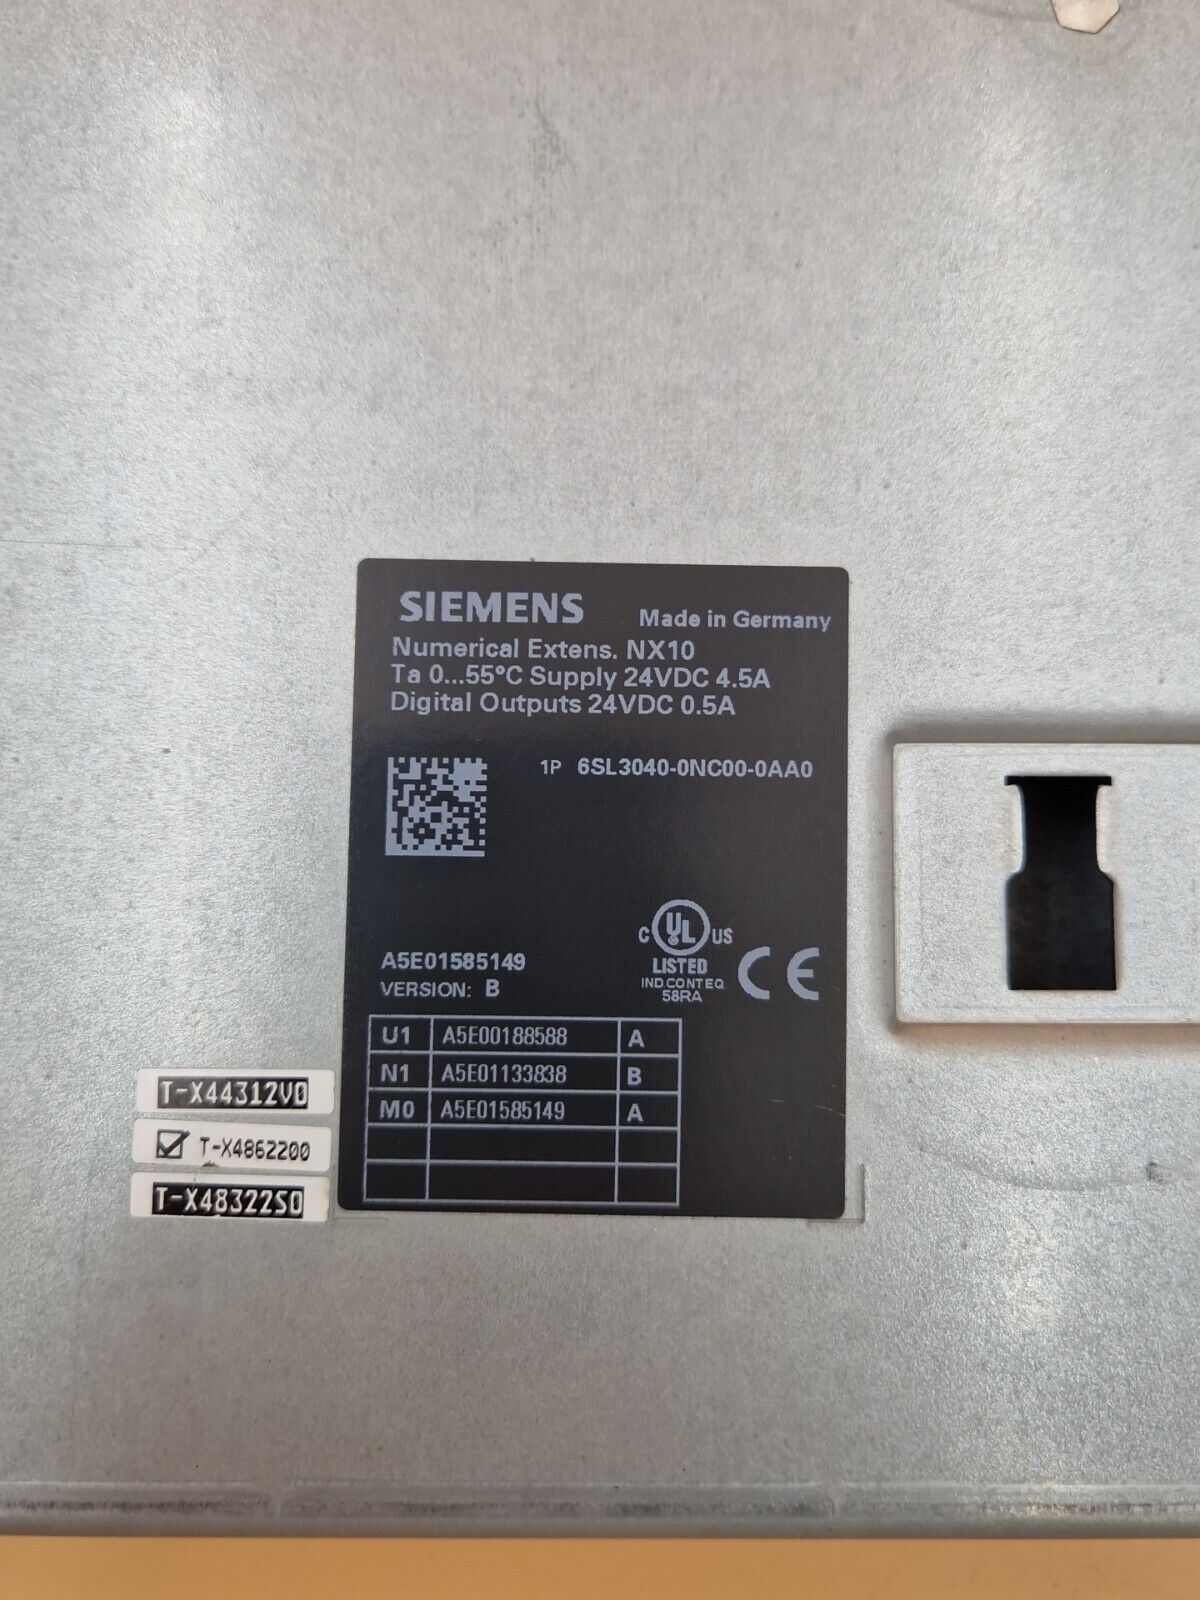 SIEMENS Made in Germany
Numerical Extens. NX10
Ta 0...55°C Supply 24VDC 4.5A
Digital Outputs 24VDC 0.5A
1P 6SL3040-0NC00-0AA0
C UL US
LISTED
IND.CONT.EQ
58RA
CE
A5E01585149
VERSION: B
U1 A5E00188588 A
N1 A5E01133838 B
M0 A5E01585149 A
T-X44312V0
T-X4862200
T-X48322S0